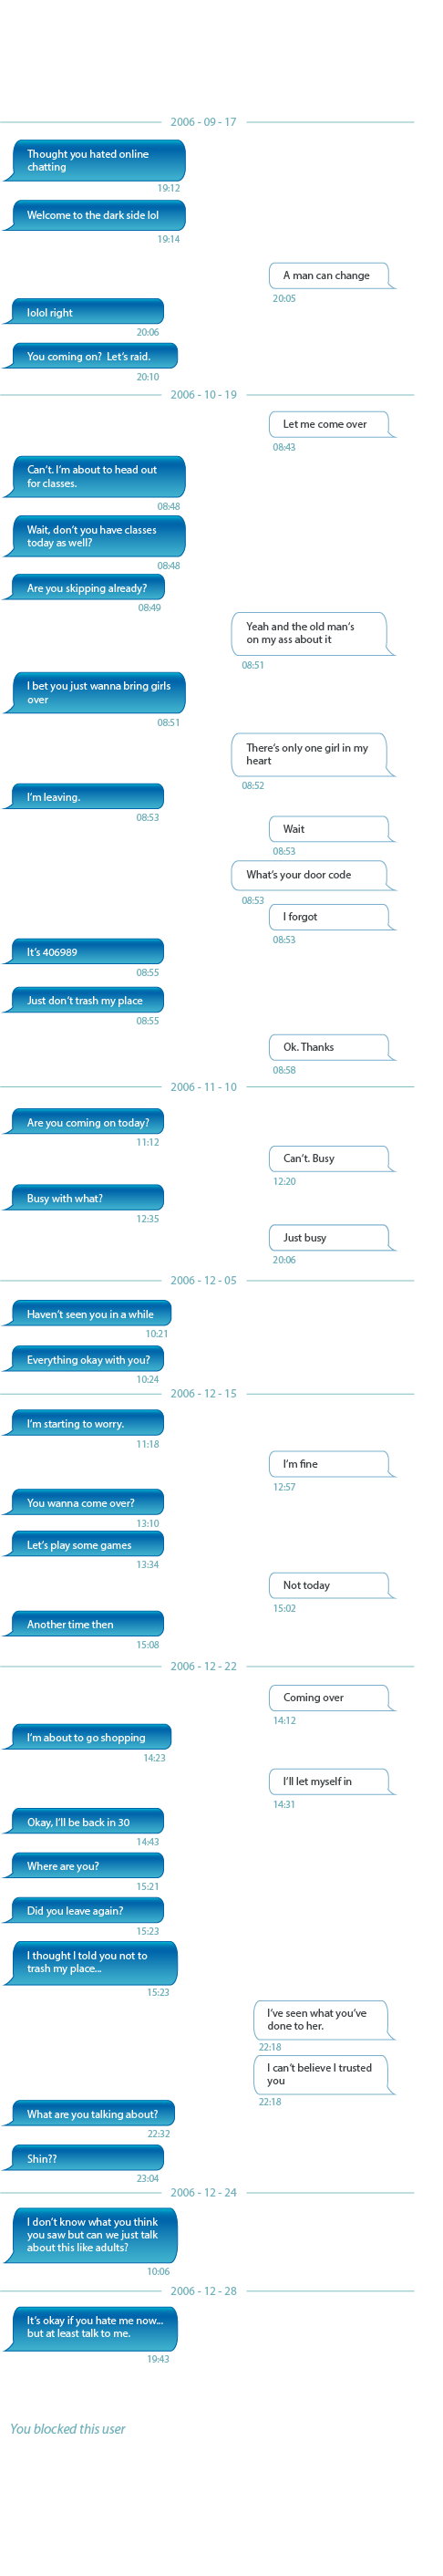 2006 - 09 - 17
Thought you hated online
chatting
19:12
Welcome to the dark side lol
19:14
A man can change
20:05
lolol right
20:06
You coming on?  Let's raid.
20:10
2006 - 10 - 19
Let me come over
08:43
Can't. I'm about to head out
for classes.
08:48
Wait, don't you have classes
today as well?
08:48
Are you skipping already?
08:49
Yeah and the old man's
on my ass about it
08:51
I bet you just wanna bring girls
over
08:51
There's only one girl in my
heart
08:52
I'm leaving.
08:53
Wait
08:53
What's your door code
08:53
I forgot
08:53
It's 406989
08:55
Just don't trash my place
08:55
Ok. Thanks
08:58
2006 - 11 - 10
Are you coming on today?
11:12
Can't. Busy
12:20
Busy with what?
12:35
Just busy
20:06
2006 - 12 - 05
Haven't seen you in a while
10:21
Everything okay with you?
10:24
2006 - 12 - 15
I'm starting to worry.
11:18
I'm fine
12:57
You wanna come over?
13:10
Let's play some games
13:34
Not today
15:02
Another time then
15:08
2006 - 12 - 22
Coming over
14:12
I'm about to go shopping
14:23
I'll let myself in
14:31
Okay, I'll be back in 30
14:43
Where are you?
15:21
Did you leave again?
15:23
I thought I told you not to
trash my place...
15:23
I've seen what you've
done to her.
22:18
I can't believe I trusted
you
22:18
What are you talking about?
22:32
Shin??
23:04
2006 - 12 - 24
I don't know what you think
you saw but can we just talk
about this like adults?
10:06
2006 - 12 - 28
It's okay if you hate me now...
but at least talk to me.
19:43
You blocked this user